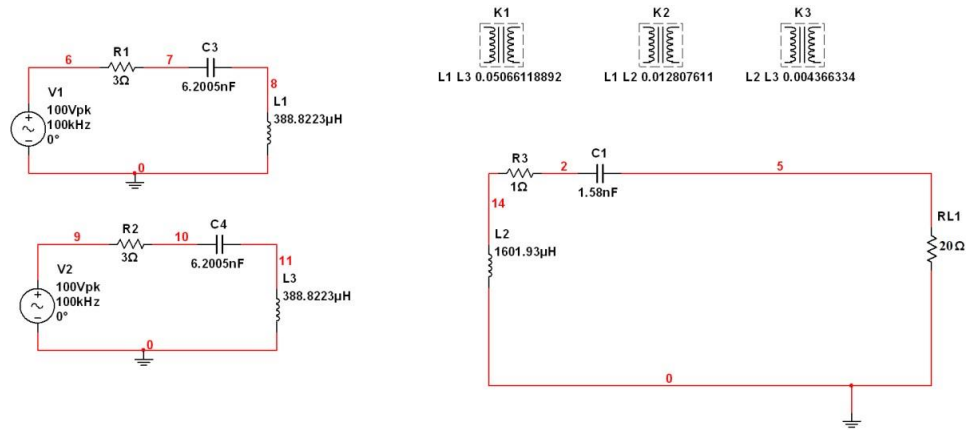 K1
K2
K3
L1 L3 0.05066118892
L1 L2 0.012807611
L2 L3 0.004366334
6
R1
3Ω
7
C3
6.2005nF
8
V1
100Vpk
100kHz
0°
L1
388.8223µH
0
9
R2
3Ω
10
C4
6.2005nF
11
V2
100Vpk
100kHz
0°
L3
388.8223µH
0
R3
1Ω
2
C1
1.58nF
5
14
L2
1601.93µH
RL1
20Ω
0